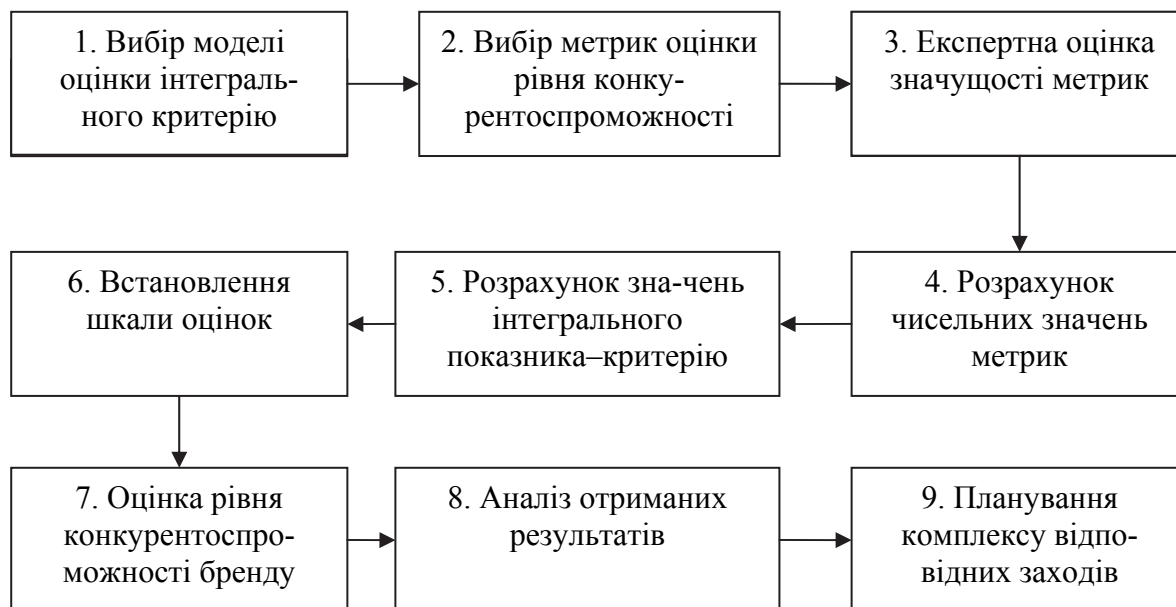 1. Вибір моделі
оцінки інтеграль-
ного критерію
2. Вибір метрик оцінки
рівня конку-
рентоспроможності
3. Експертна оцінка
значущості метрик
4. Розрахунок
чисельних значень
метрик
5. Розрахунок зна-чень
інтегрального
показника–критерію
6. Встановлення
шкали оцінок
7. Оцінка рівня
конкурентоспро-
можності бренду
8. Аналіз отриманих
результатів
9. Планування
комплексу відпо-
відних заходів